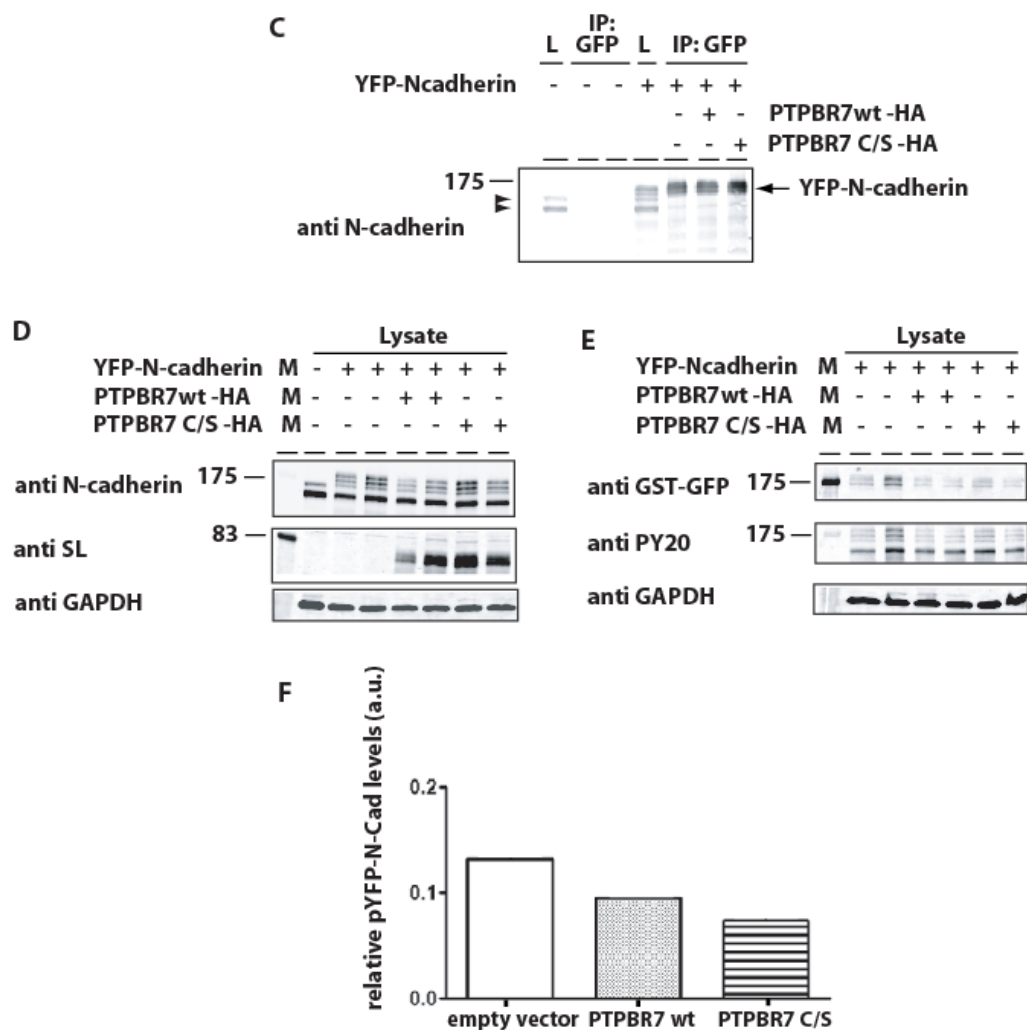 C
IP:
L GFP L IP: GFP
YFP-Ncadherin - - - + + + +
- + - PTPBR7wt -HA
- - + PTPBR7 C/S -HA
175
YFP-N-cadherin
anti N-cadherin
D
Lysate
YFP-N-cadherin M - + + + + + +
PTPBR7wt -HA M - - - + + - -
PTPBR7 C/S -HA M - - - - - + +
anti N-cadherin 175
anti SL 83
anti GAPDH
E
Lysate
YFP-Ncadherin M + + + + + +
PTPBR7wt -HA M - - + + - -
PTPBR7 C/S -HA M - - - - + +
anti GST-GFP 175
anti PY20 175
anti GAPDH
F
relative pYFP-N-Cad levels (a.u.)
0.2
0.1
0.0
empty vector PTPBR7 wt PTPBR7 C/S